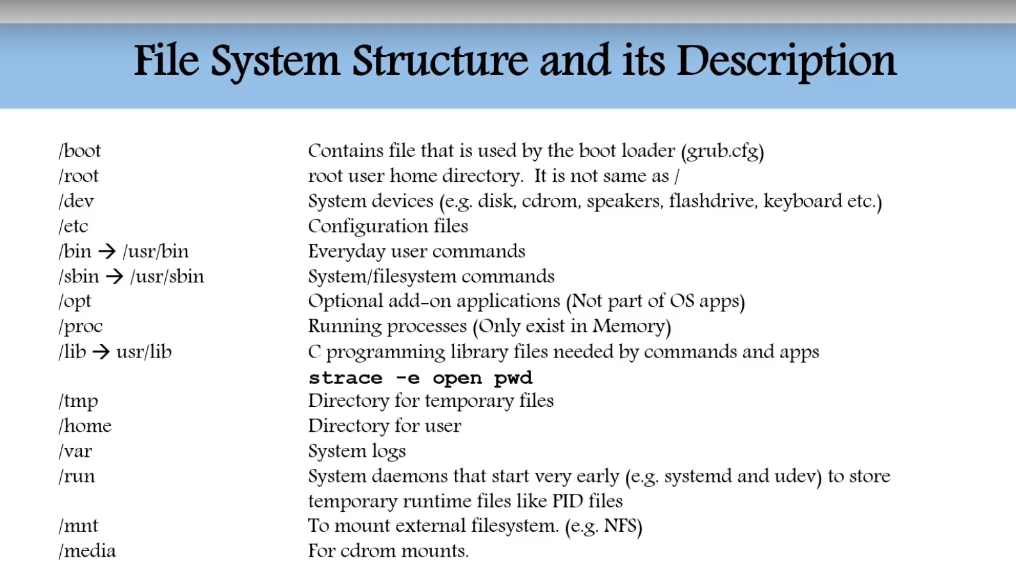 File System Structure and its Description
/boot Contains file that is used by the boot loader (grub.cfg)
/root root user home directory. It is not same as /
/dev System devices (e.g. disk, cdrom, speakers, flashdrive, keyboard etc.)
/etc Configuration files
/bin → /usr/bin Everyday user commands
/sbin → /usr/sbin System/filesystem commands
/opt Optional add-on applications (Not part of OS apps)
/proc Running processes (Only exist in Memory)
/lib → usr/lib C programming library files needed by commands and apps
strace -e open pwd
/tmp Directory for temporary files
/home Directory for user
/var System logs
/run System daemons that start very early (e.g. systemd and udev) to store
temporary runtime files like PID files
/mnt To mount external filesystem. (e.g. NFS)
/media For cdrom mounts.